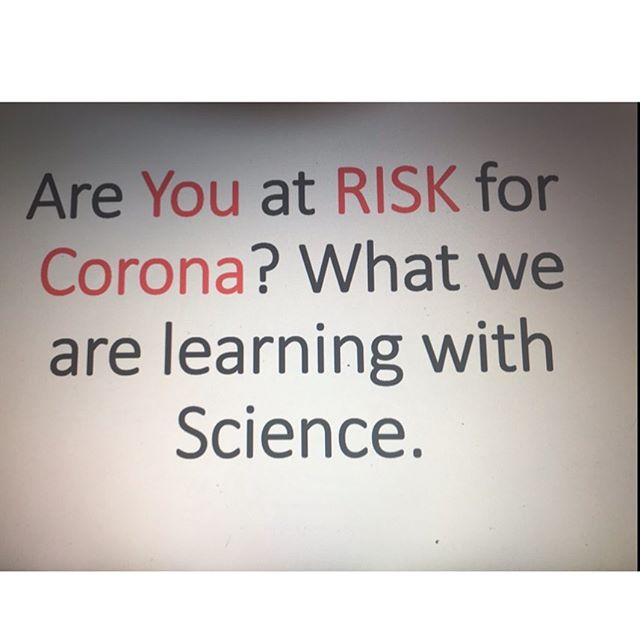 Are You at RISK for
Corona? What we
are learning with
Science.